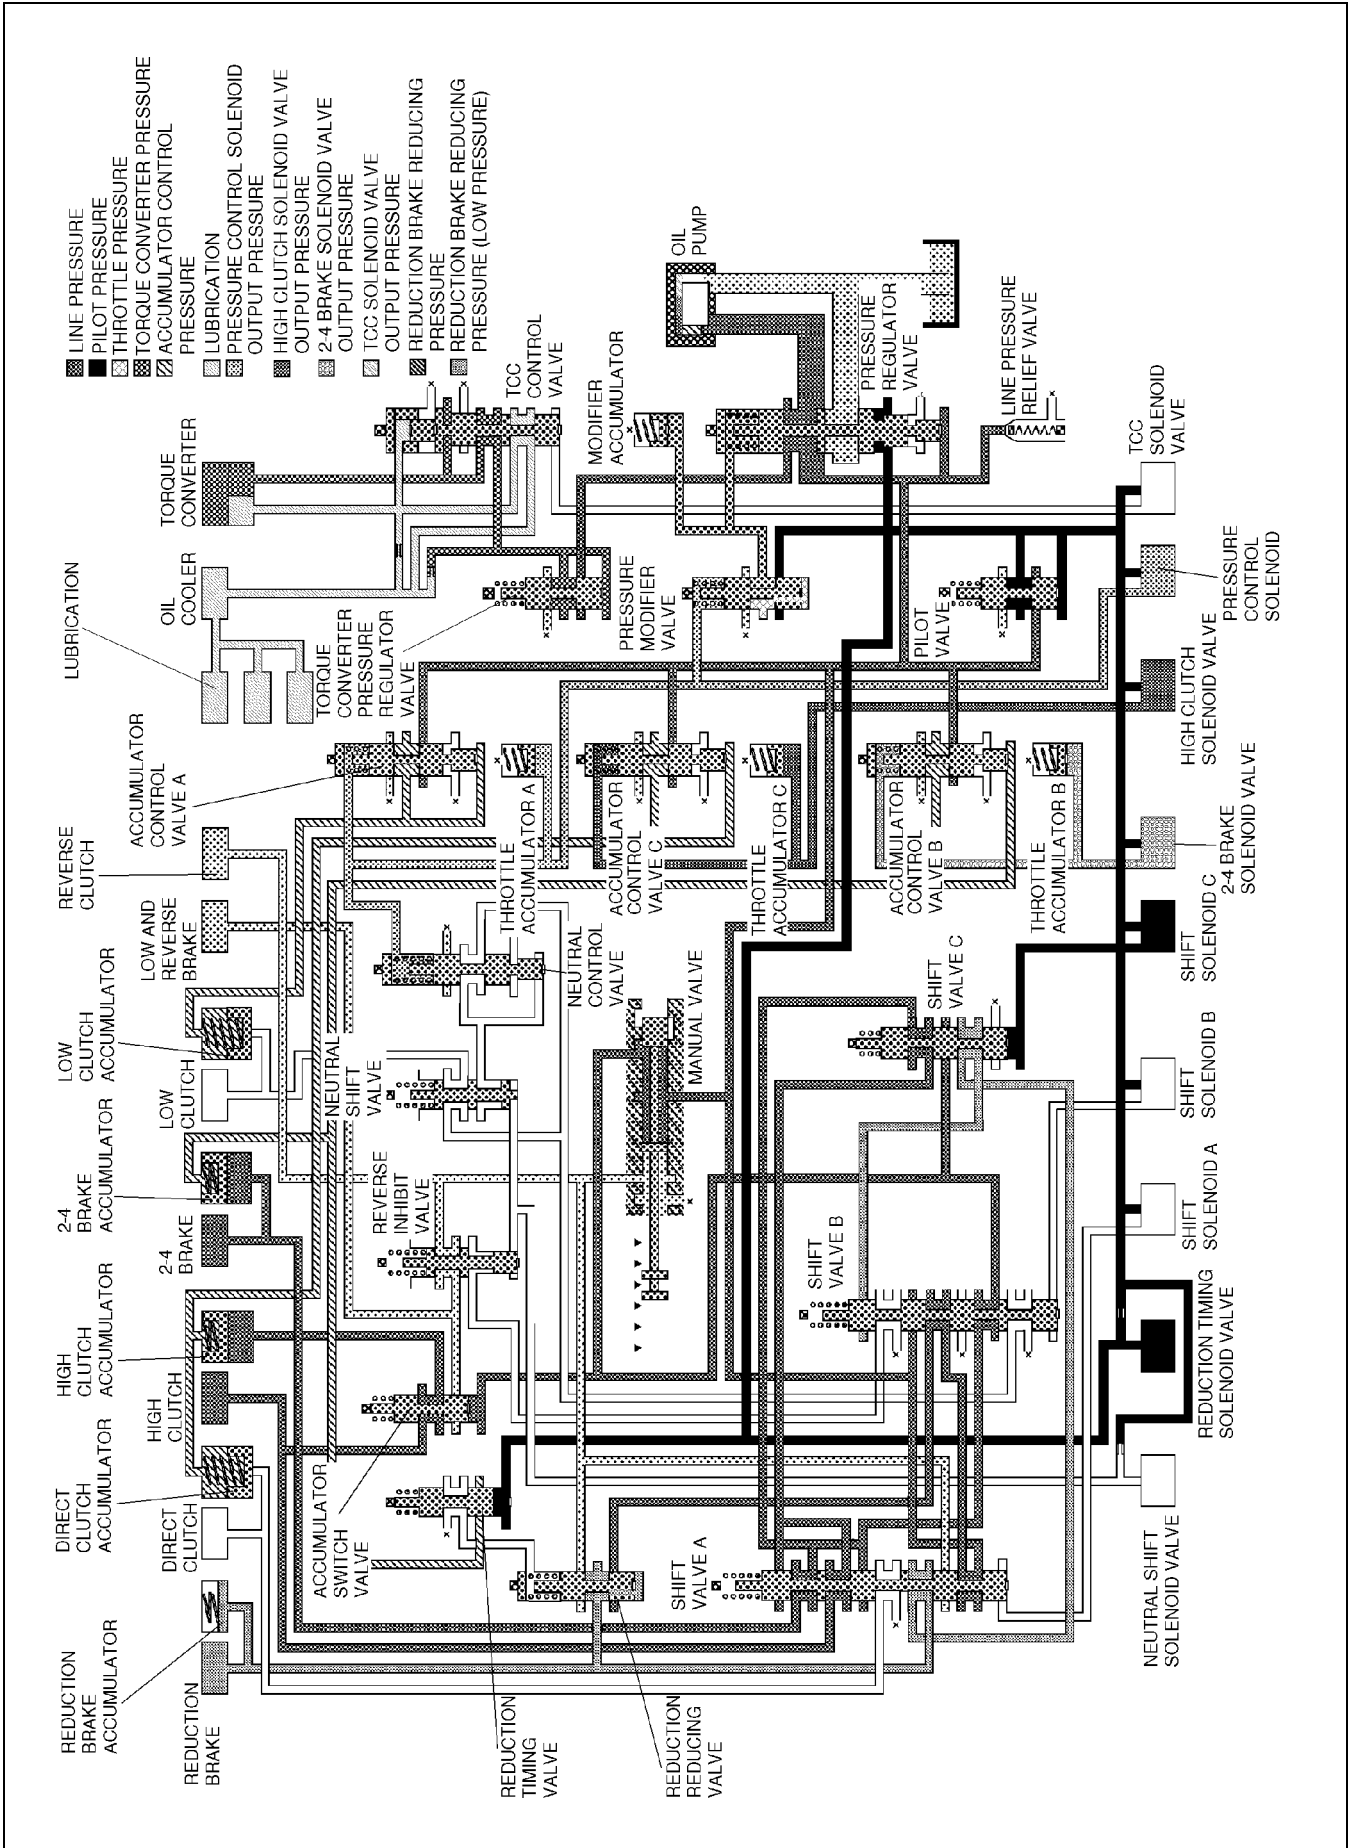 LINE PRESSURE
PILOT PRESSURE
THROTTLE PRESSURE
TORQUE CONVERTER PRESSURE
ACCUMULATOR CONTROL
PRESSURE
LUBRICATION
PRESSURE CONTROL SOLENOID
OUTPUT PRESSURE
HIGH CLUTCH SOLENOID VALVE
OUTPUT PRESSURE
2-4 BRAKE SOLENOID VALVE
OUTPUT PRESSURE
TCC SOLENOID VALVE
OUTPUT PRESSURE
REDUCTION BRAKE REDUCING
PRESSURE
REDUCTION BRAKE REDUCING
PRESSURE (LOW PRESSURE)
REDUCTION
BRAKE
ACCUMULATOR
REDUCTION
BRAKE
DIRECT
CLUTCH
ACCUMULATOR
DIRECT
CLUTCH
HIGH
CLUTCH
ACCUMULATOR
HIGH
CLUTCH
2-4
BRAKE
ACCUMULATOR
2-4
BRAKE
LOW
CLUTCH
ACCUMULATOR
LOW
CLUTCH
LOW AND
REVERSE
BRAKE
REVERSE
CLUTCH
ACCUMULATOR
CONTROL
VALVE A
LUBRICATION
OIL
COOLER
TORQUE
CONVERTER
TCC
CONTROL
VALVE
TORQUE
CONVERTER
PRESSURE
REGULATOR
VALVE
ACCUMULATOR
SWITCH
VALVE
REVERSE
INHIBIT
VALVE
NEUTRAL
SHIFT
VALVE
NEUTRAL
CONTROL
VALVE
THROTTLE
ACCUMULATOR A
ACCUMULATOR
CONTROL
VALVE C
PRESSURE
MODIFIER
VALVE
MODIFIER
ACCUMULATOR
OIL
PUMP
PRESSURE
REGULATOR
VALVE
REDUCTION
TIMING
VALVE
REDUCTION
REDUCING
VALVE
SHIFT
VALVE A
MANUAL VALVE
THROTTLE
ACCUMULATOR C
SHIFT
VALVE B
SHIFT
VALVE C
ACCUMULATOR
CONTROL
VALVE B
PILOT
VALVE
LINE PRESSURE
RELIEF VALVE
THROTTLE
ACCUMULATOR B
NEUTRAL SHIFT
SOLENOID VALVE
REDUCTION TIMING
SOLENOID VALVE
SHIFT
SOLENOID A
SHIFT
SOLENOID B
SHIFT
SOLENOID C
2-4 BRAKE
SOLENOID VALVE
HIGH CLUTCH
SOLENOID VALVE
PRESSURE
CONTROL
SOLENOID
TCC
SOLENOID
VALVE